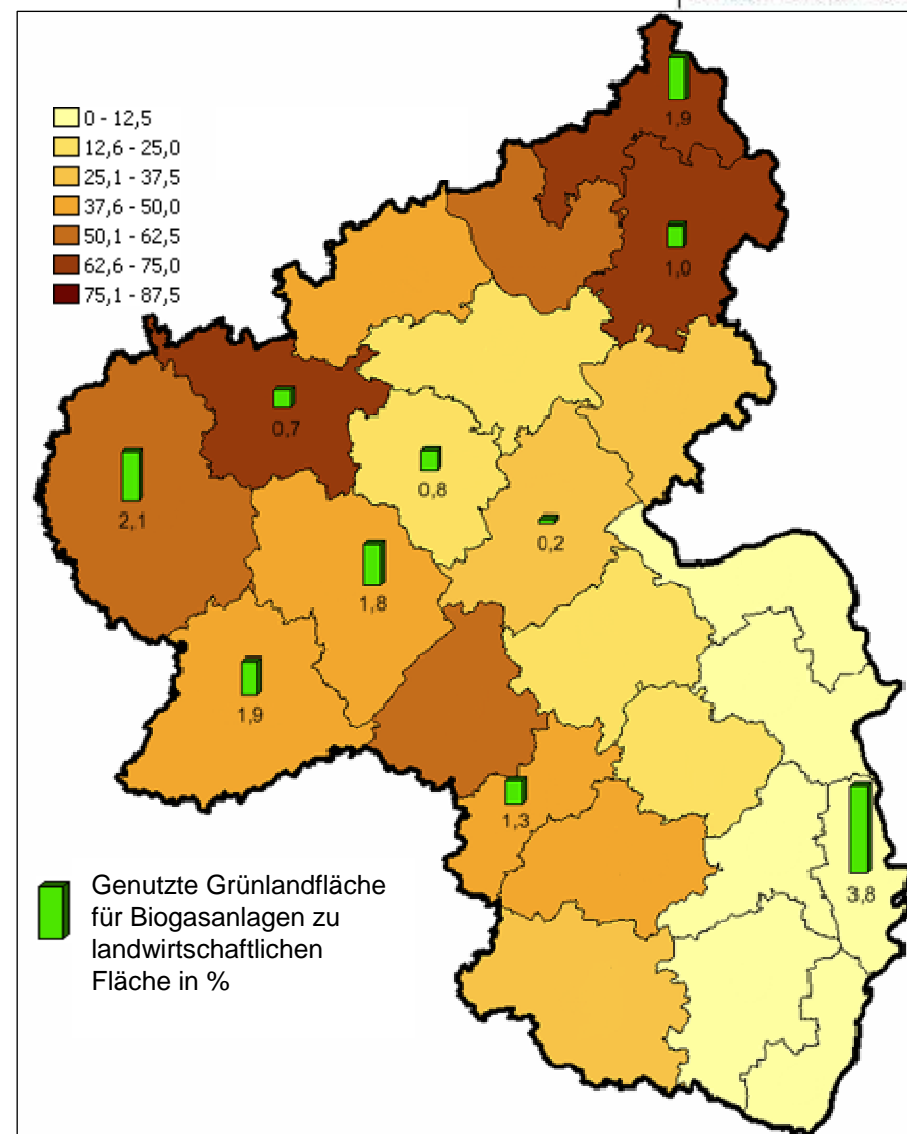 0 - 12,5
12,6 - 25,0
25,1 - 37,5
37,6 - 50,0
50,1 - 62,5
62,6 - 75,0
75,1 - 87,5
1,9
1,0
0,7
0,8
2,1
0,2
1,8
1,9
1,3
3,8
Genutzte Grünlandfläche
für Biogasanlagen zu
landwirtschaftlichen
Fläche in %